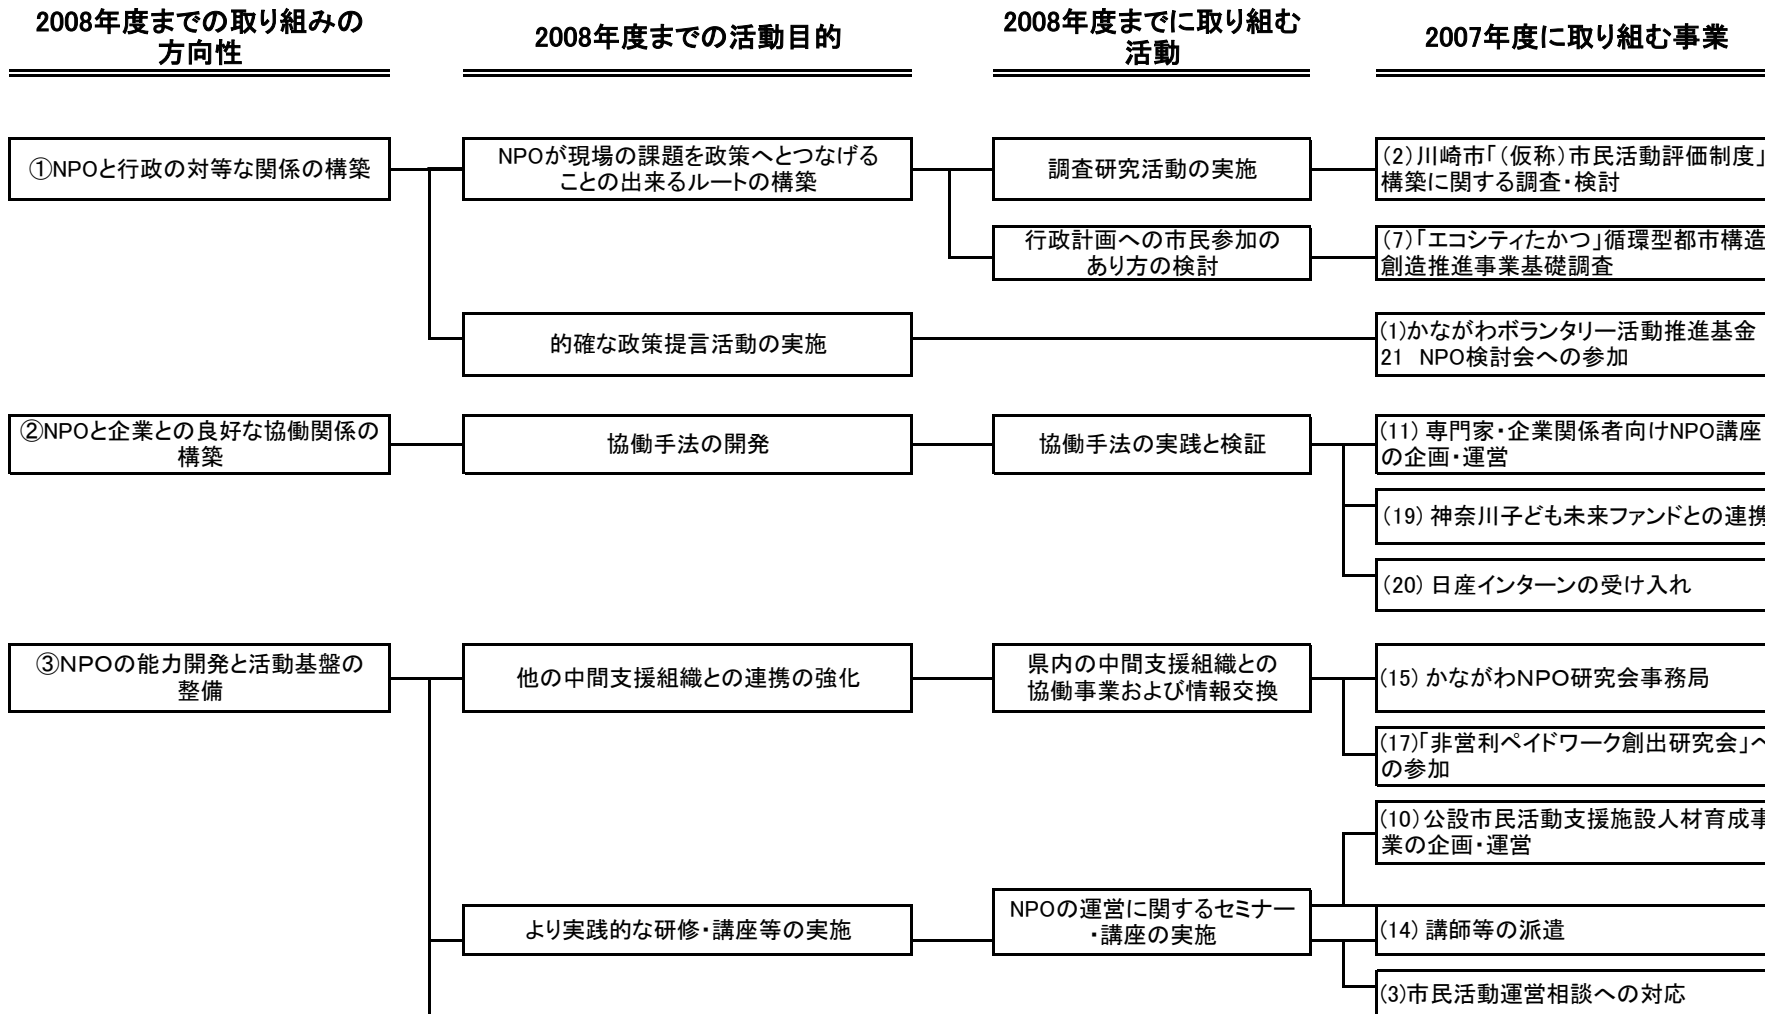 2008年度までの取り組みの
方向性
2008年度までの活動目的
2008年度までに取り組む
活動
2007年度に取り組む事業
①NPOと行政の対等な関係の構築
NPOが現場の課題を政策へとつなげる
ことの出来るルートの構築
調査研究活動の実施
(2)川崎市「(仮称)市民活動評価制度」
構築に関する調査・検討
行政計画への市民参加の
あり方の検討
(7)「エコシティたかつ」循環型都市構造
創造推進事業基礎調査
的確な政策提言活動の実施
(1)かながわボランタリー活動推進基金
21 NPO検討会への参加
②NPOと企業との良好な協働関係の
構築
協働手法の開発
協働手法の実践と検証
(11) 専門家・企業関係者向けNPO講座
の企画・運営
(19) 神奈川子ども未来ファンドとの連携
(20) 日産インターンの受け入れ
③NPOの能力開発と活動基盤の
整備
他の中間支援組織との連携の強化
県内の中間支援組織との
協働事業および情報交換
(15) かながわNPO研究会事務局
(17)「非営利ペイドワーク創出研究会」へ
の参加
(10)公設市民活動支援施設人材育成事
業の企画・運営
より実践的な研修・講座等の実施
NPOの運営に関するセミナー
・講座の実施
(14) 講師等の派遣
(3)市民活動運営相談への対応